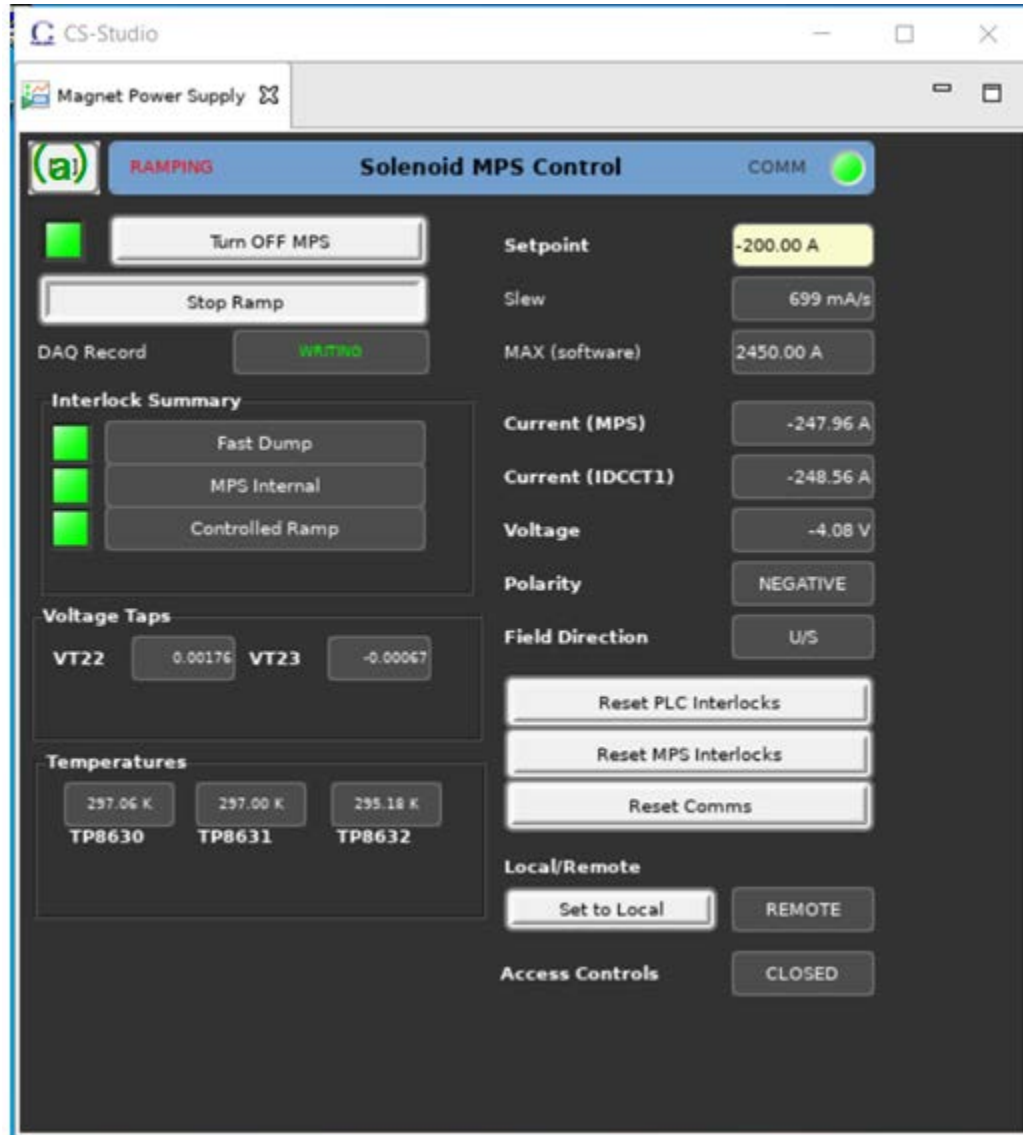 CS-Studio
Magnet Power Supply
(a)
RAMPING Solenoid MPS Control COMM
Turn OFF MPS
Stop Ramp
DAQ Record WRITING
Interlock Summary
Fast Dump
MPS Internal
Controlled Ramp
Voltage Taps
VT22 0.00176 VT23 -0.00067
Temperatures
297.06 K 297.00 K 295.18 K
TP8630 TP8631 TP8632
Setpoint -200.00 A
Slew 699 mA/s
MAX (software) 2450.00 A
Current (MPS) -247.96 A
Current (IDCCT1) -248.56 A
Voltage -4.08 V
Polarity NEGATIVE
Field Direction U/S
Reset PLC Interlocks
Reset MPS Interlocks
Reset Comms
Local/Remote
Set to Local REMOTE
Access Controls CLOSED